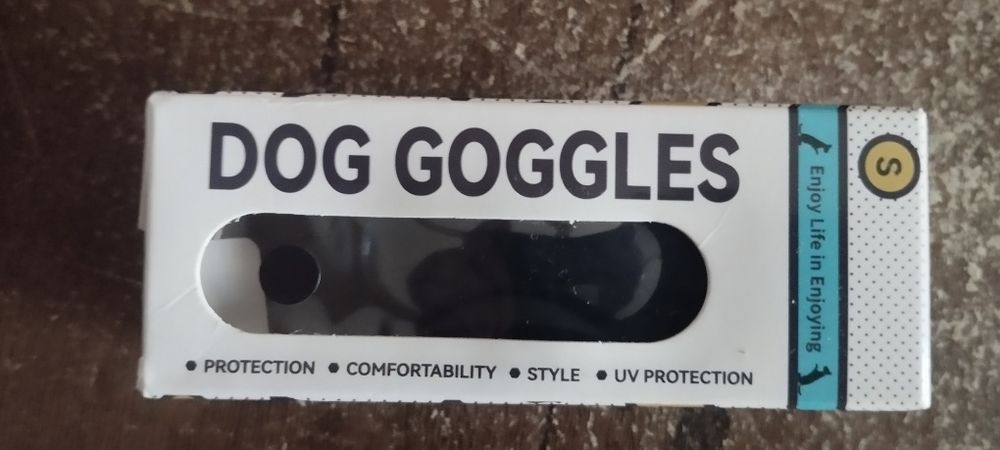 DOG GOGGLES
• PROTECTION • COMFORTABILITY • STYLE • UV PROTECTION
Enjoy Life in Enjoying
S